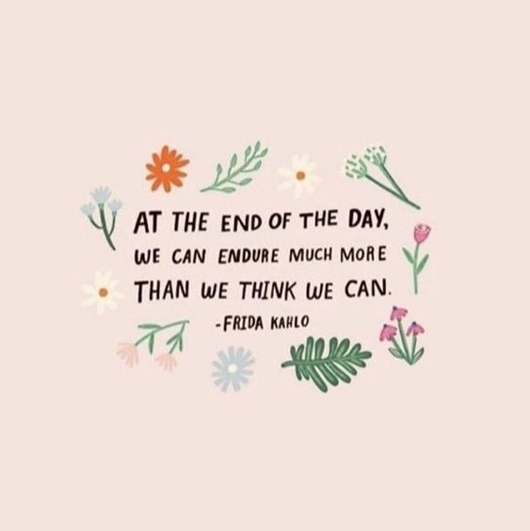 AT THE END OF THE DAY,
WE CAN ENDURE MUCH MORE
THAN WE THINK WE CAN.
-FRIDA KAHLO